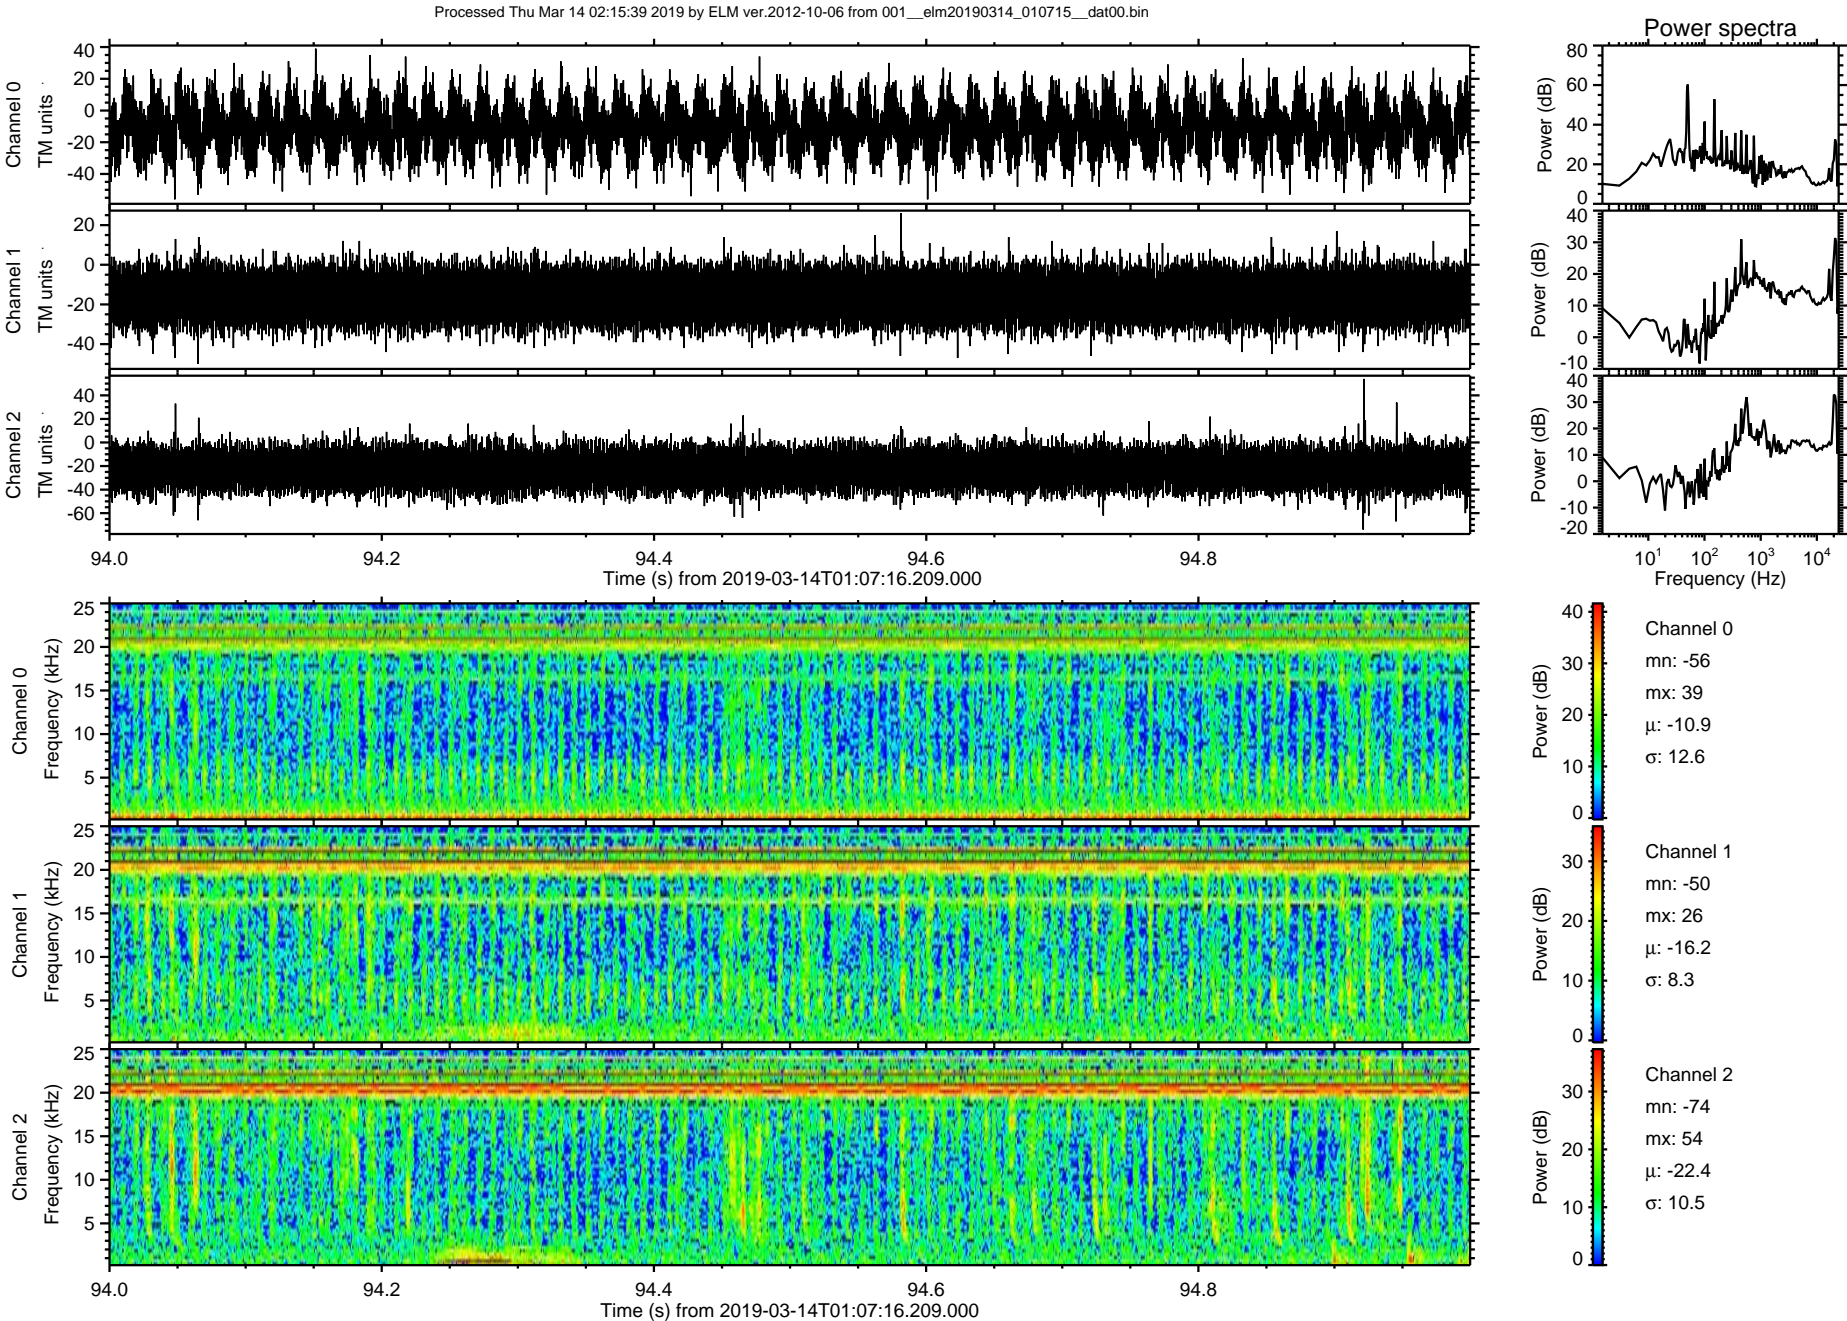 Processed Thu Mar 14 02:15:39 2019 by ELM ver.2012-10-06 from 001__elm20190314_010715__dat00.bin
Power spectra
Channel 0
TM units
40
20
0
-20
-40
Power (dB)
80
60
40
20
0
Channel 1
TM units
20
0
-20
-40
Power (dB)
40
30
20
10
0
-10
Channel 2
TM units
40
20
0
-20
-40
-60
Power (dB)
40
30
20
10
0
-10
-20
94.0 94.2 94.4 94.6 94.8
Time (s) from 2019-03-14T01:07:16.209.000
10¹ 10² 10³ 10⁴
Frequency (Hz)
Channel 0
Frequency (kHz)
25
20
15
10
5
Power (dB)
40
30
20
10
0
Channel 0
mn: -56
mx: 39
μ: -10.9
σ: 12.6
Channel 1
Frequency (kHz)
25
20
15
10
5
Power (dB)
30
20
10
0
Channel 1
mn: -50
mx: 26
μ: -16.2
σ: 8.3
Channel 2
Frequency (kHz)
25
20
15
10
5
Power (dB)
30
20
10
0
Channel 2
mn: -74
mx: 54
μ: -22.4
σ: 10.5
94.0 94.2 94.4 94.6 94.8
Time (s) from 2019-03-14T01:07:16.209.000